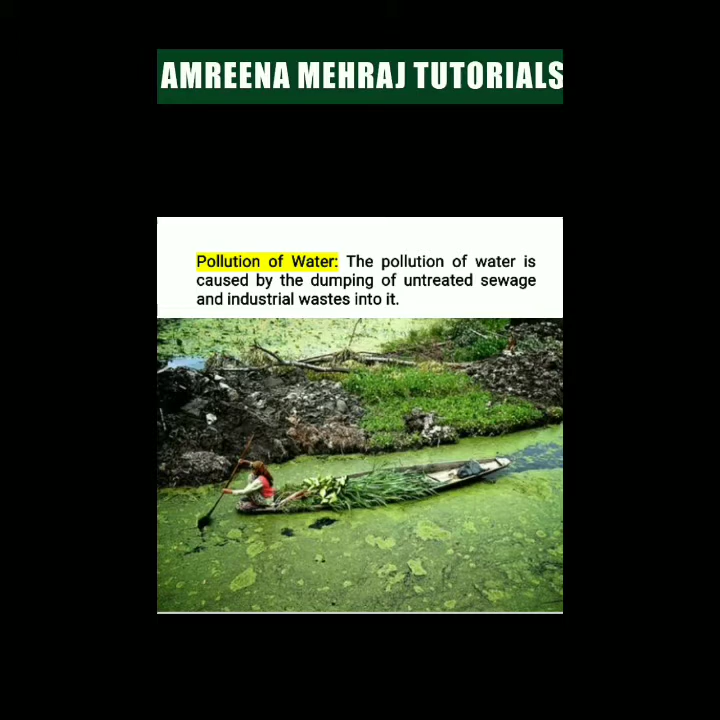 AMREENA MEHRAJ TUTORIALS
Pollution of Water: The pollution of water is
caused by the dumping of untreated sewage
and industrial wastes into it.